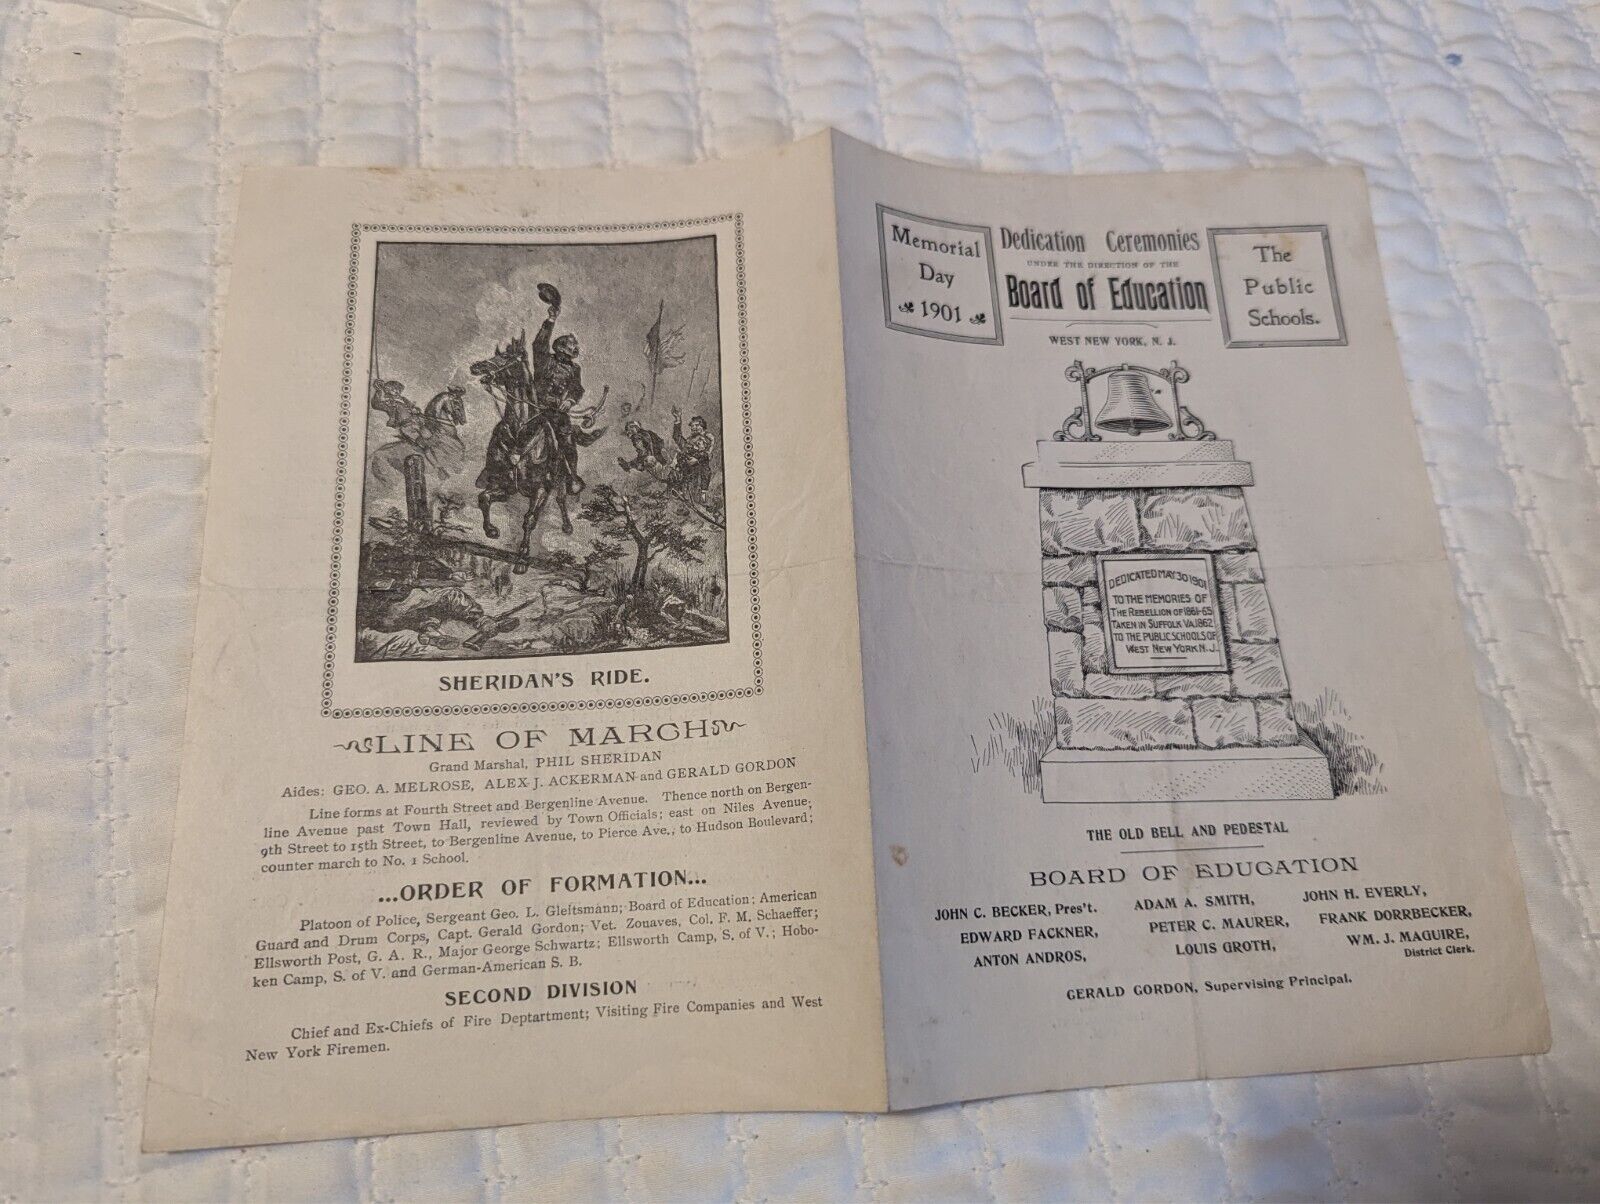 SHERIDAN'S RIDE.
LINE OF MARCH
Grand Marshal, PHIL SHERIDAN
Aides: GEO. A. MELROSE, ALEX J. ACKERMAN and GERALD GORDON
Line forms at Fourth Street and Bergenline Avenue. Thence north on Bergen-
line Avenue past Town Hall, reviewed by Town Officials; east on Niles Avenue;
9th Street to 15th Street, to Bergenline Avenue, to Pierce Ave., to Hudson Boulevard;
counter march to No. 1 School.
...ORDER OF FORMATION...
Platoon of Police, Sergeant Geo. L. Gleitsmann; Board of Education; American
Guard and Drum Corps, Capt. Gerald Gordon; Vet. Zouaves, Col. F. M. Schaeffer;
Ellsworth Post, G. A. R., Major George Schwartz; Ellsworth Camp, S. of V.; Hobo-
ken Camp, S. of V. and German-American S. B.
SECOND DIVISION
Chief and Ex-Chiefs of Fire Deptartment; Visiting Fire Companies and West
New York Firemen.
Memorial
Day
1901
Dedication Ceremonies
UNDER THE DIRECTION OF THE
Board of Education
WEST NEW YORK, N. J.
The
Public
Schools.
DEDICATED MAY 30 1901
TO THE MEMORIES OF
THE REBELLION OF 1861-65
TAKEN IN SUFFOLK VA. 1862
TO THE PUBLIC SCHOOLS OF
WEST NEW YORK N. J.
THE OLD BELL AND PEDESTAL
BOARD OF EDUCATION
JOHN C. BECKER, Pres't. ADAM A. SMITH, JOHN H. EVERLY,
EDWARD FACKNER, PETER C. MAURER, FRANK DORRBECKER,
ANTON ANDROS, LOUIS GROTH, WM. J. MAGUIRE,
District Clerk.
GERALD GORDON, Supervising Principal.